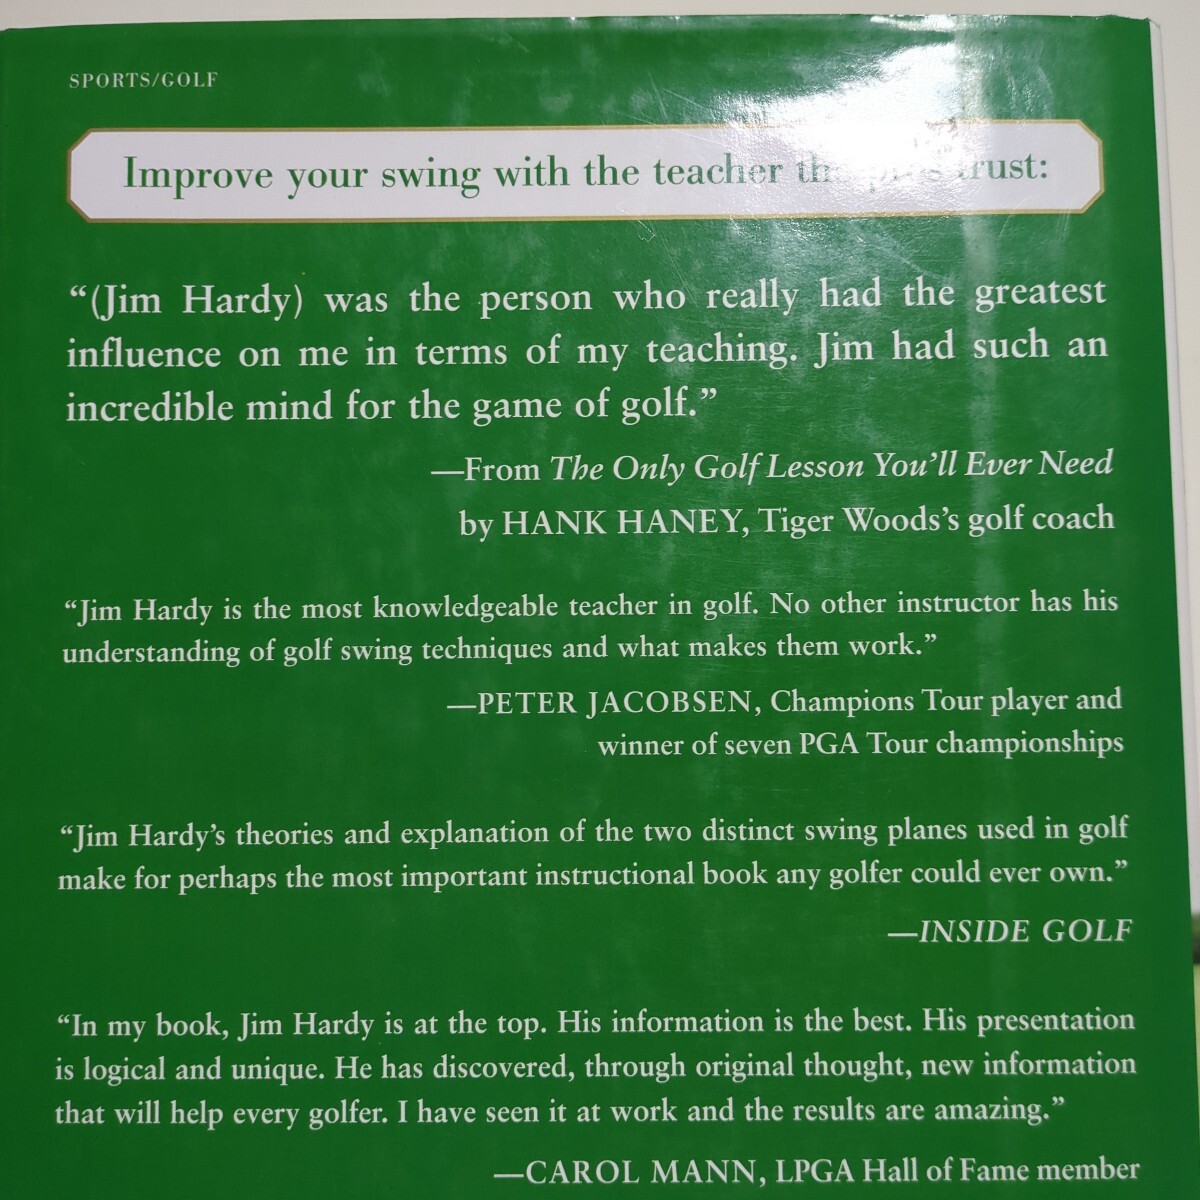 SPORTS/GOLF
Improve your swing with the teacher the pros trust:
“(Jim Hardy) was the person who really had the greatest
influence on me in terms of my teaching. Jim had such an
incredible mind for the game of golf.”
—From The Only Golf Lesson You’ll Ever Need
by HANK HANEY, Tiger Woods’s golf coach
“Jim Hardy is the most knowledgeable teacher in golf. No other instructor has his
understanding of golf swing techniques and what makes them work.”
—PETER JACOBSEN, Champions Tour player and
winner of seven PGA Tour championships
“Jim Hardy’s theories and explanation of the two distinct swing planes used in golf
make for perhaps the most important instructional book any golfer could ever own.”
—INSIDE GOLF
“In my book, Jim Hardy is at the top. His information is the best. His presentation
is logical and unique. He has discovered, through original thought, new information
that will help every golfer. I have seen it at work and the results are amazing.”
—CAROL MANN, LPGA Hall of Fame member